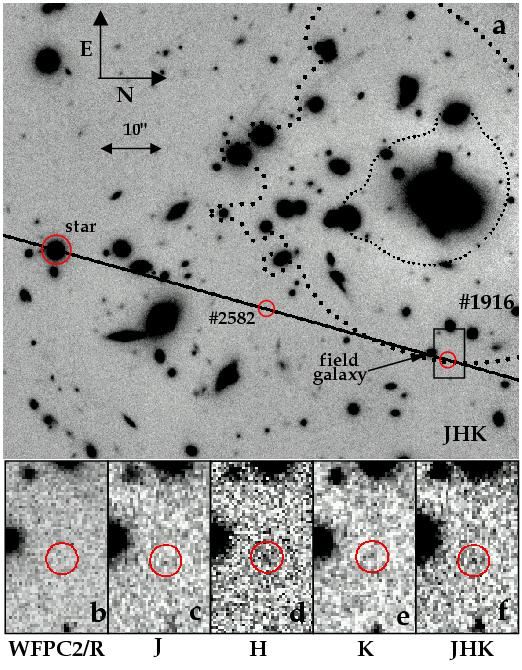 a
E
N
10"
star
#2582
#1916
field
galaxy
JHK
b
c
d
e
f
WFPC2/R
J
H
K
JHK